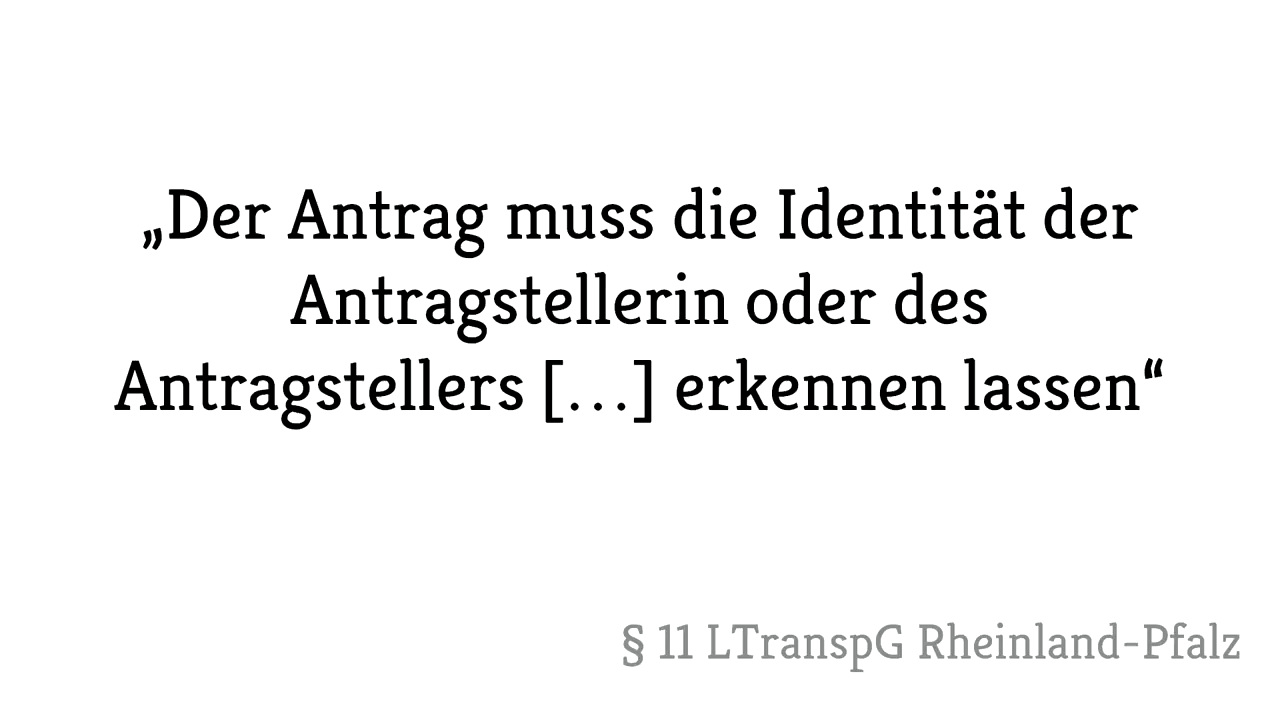 „Der Antrag muss die Identität der
Antragstellerin oder des
Antragstellers […] erkennen lassen“
§ 11 LTranspG Rheinland-Pfalz